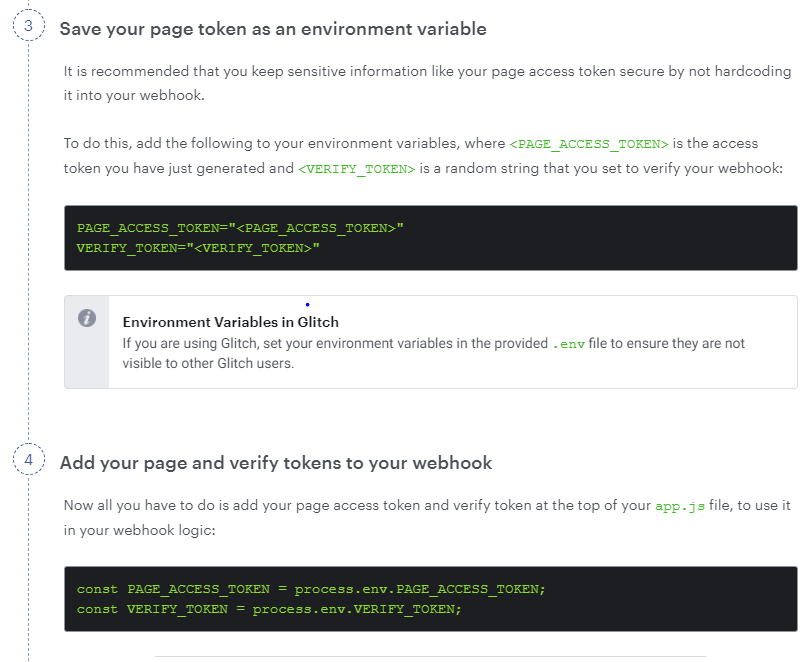 3
Save your page token as an environment variable
It is recommended that you keep sensitive information like your page access token secure by not hardcoding
it into your webhook.
To do this, add the following to your environment variables, where <PAGE_ACCESS_TOKEN> is the access
token you have just generated and <VERIFY_TOKEN> is a random string that you set to verify your webhook:
PAGE_ACCESS_TOKEN="<PAGE_ACCESS_TOKEN>"
VERIFY_TOKEN="<VERIFY_TOKEN>"
i
Environment Variables in Glitch
If you are using Glitch, set your environment variables in the provided .env file to ensure they are not
visible to other Glitch users.
4
Add your page and verify tokens to your webhook
Now all you have to do is add your page access token and verify token at the top of your app.js file, to use it
in your webhook logic:
const PAGE_ACCESS_TOKEN = process.env.PAGE_ACCESS_TOKEN;
const VERIFY_TOKEN = process.env.VERIFY_TOKEN;